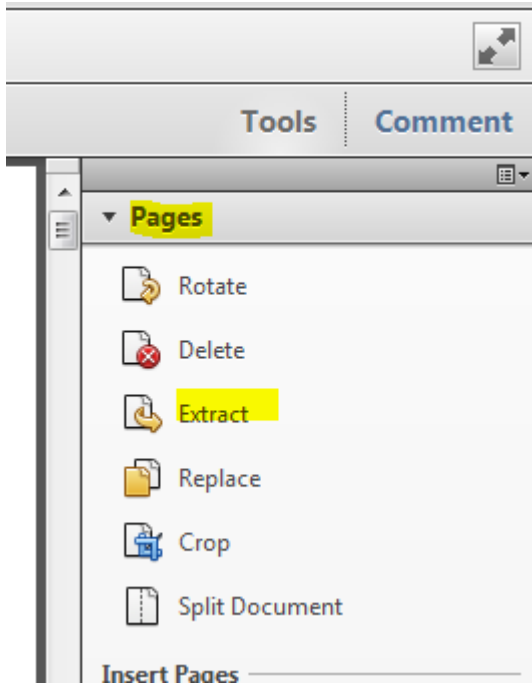 Tools Comment
Pages
Rotate
Delete
Extract
Replace
Crop
Split Document
Insert Pages